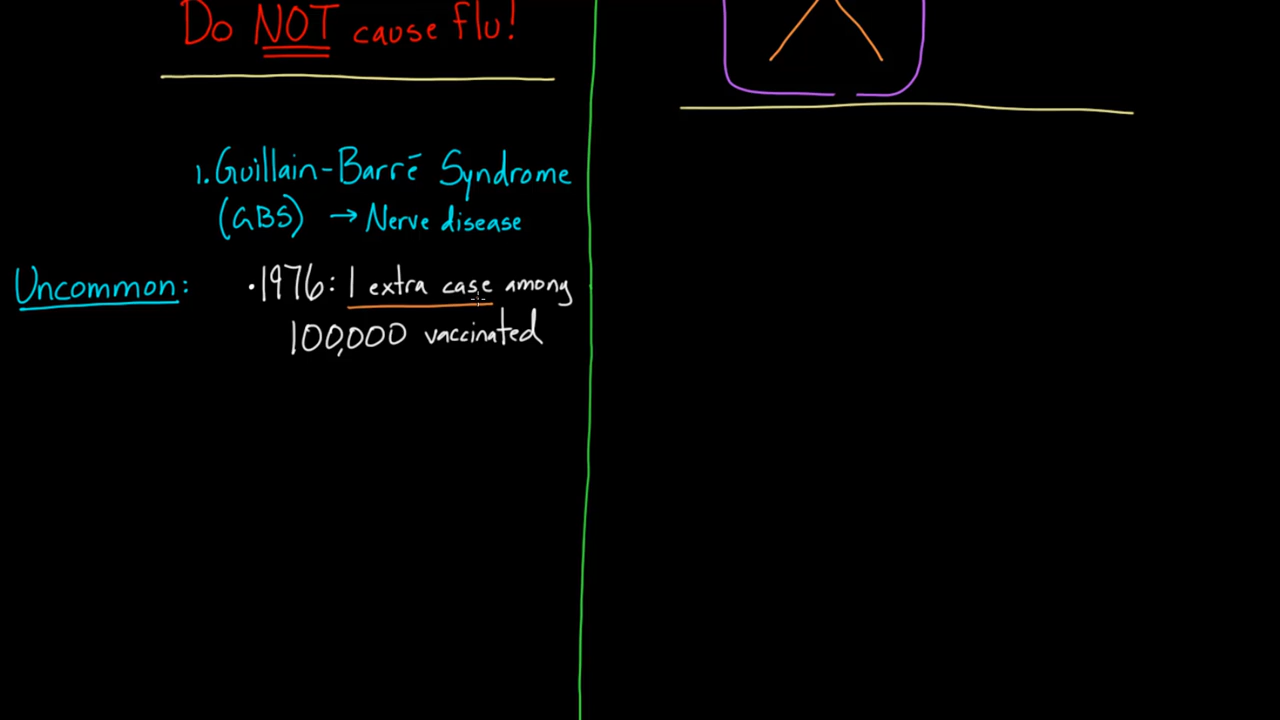 Do NOT cause flu!
1. Guillain-Barrē Syndrome
(GBS) → Nerve disease
Uncommon: •1976: 1 extra case among
100,000 vaccinated